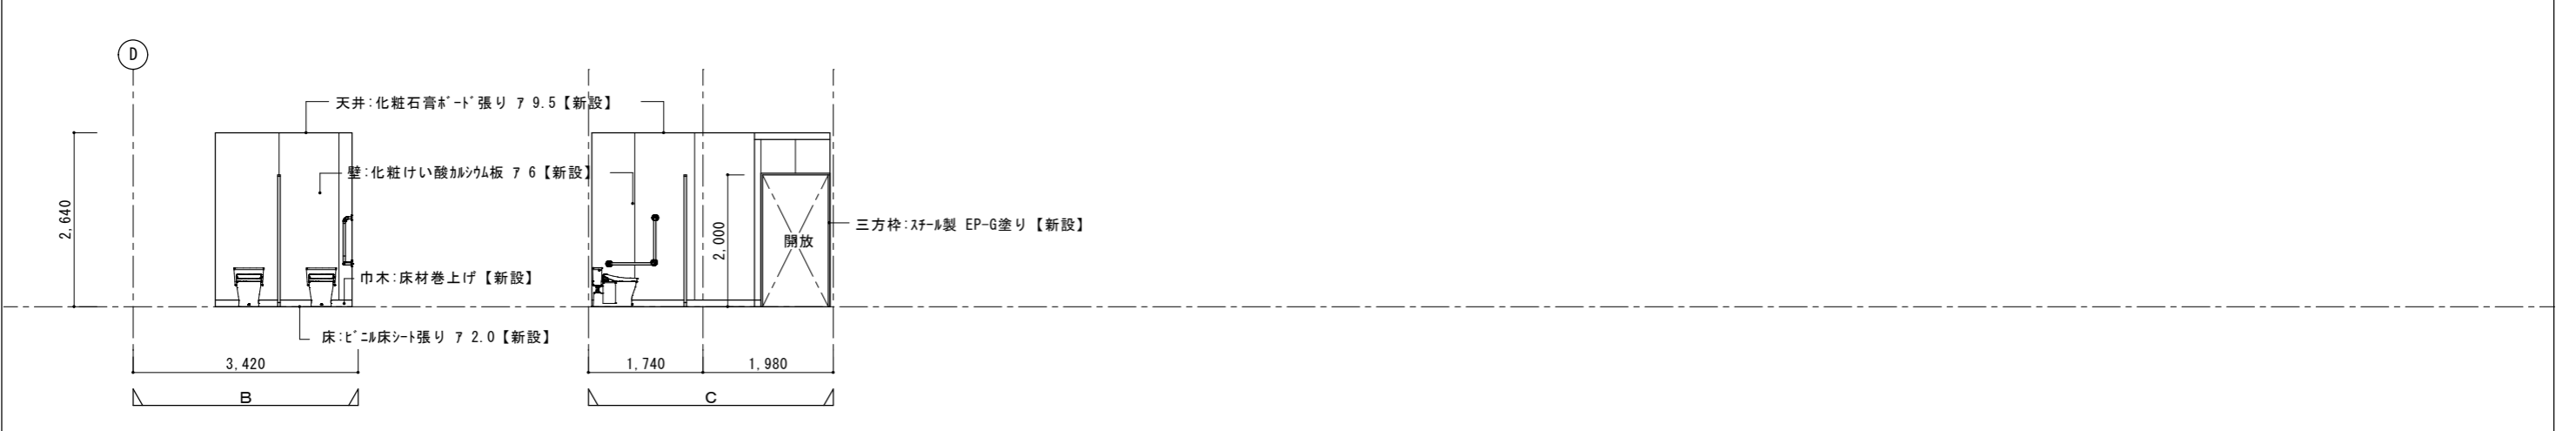 D
天井:化粧石膏ﾎﾞｰﾄﾞ張り ｱ 9.5【新設】
壁:化粧けい酸ｶﾙｼｳﾑ板 ｱ 6【新設】
2,640
2,000
三方枠:ｽﾁｰﾙ製 EP-G塗り【新設】
開放
巾木:床材巻上げ【新設】
床:ﾋﾞﾆﾙ床ｼｰﾄ張り ｱ 2.0【新設】
3,420
1,740
1,980
B
C